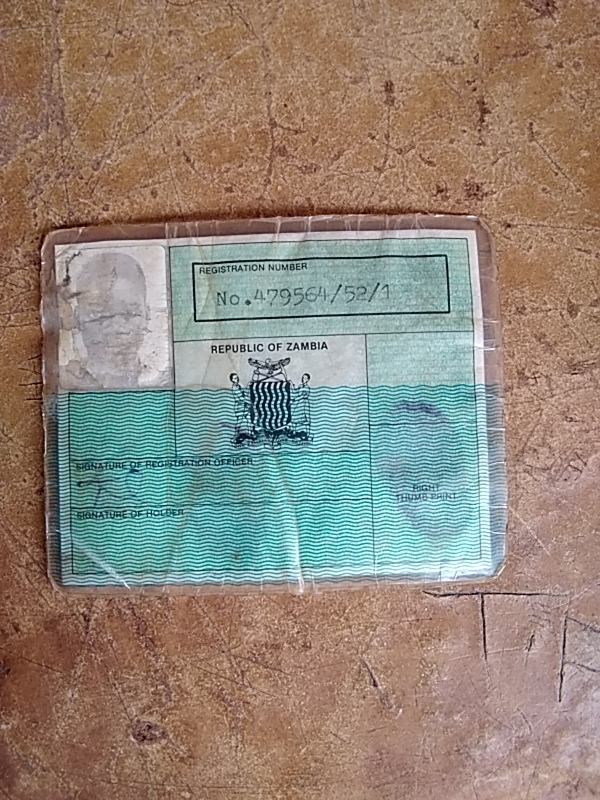 REGISTRATION NUMBER
No.479564/52/1
REPUBLIC OF ZAMBIA
SIGNATURE OF REGISTRATION OFFICER
SIGNATURE OF HOLDER
RIGHT
THUMB PRINT